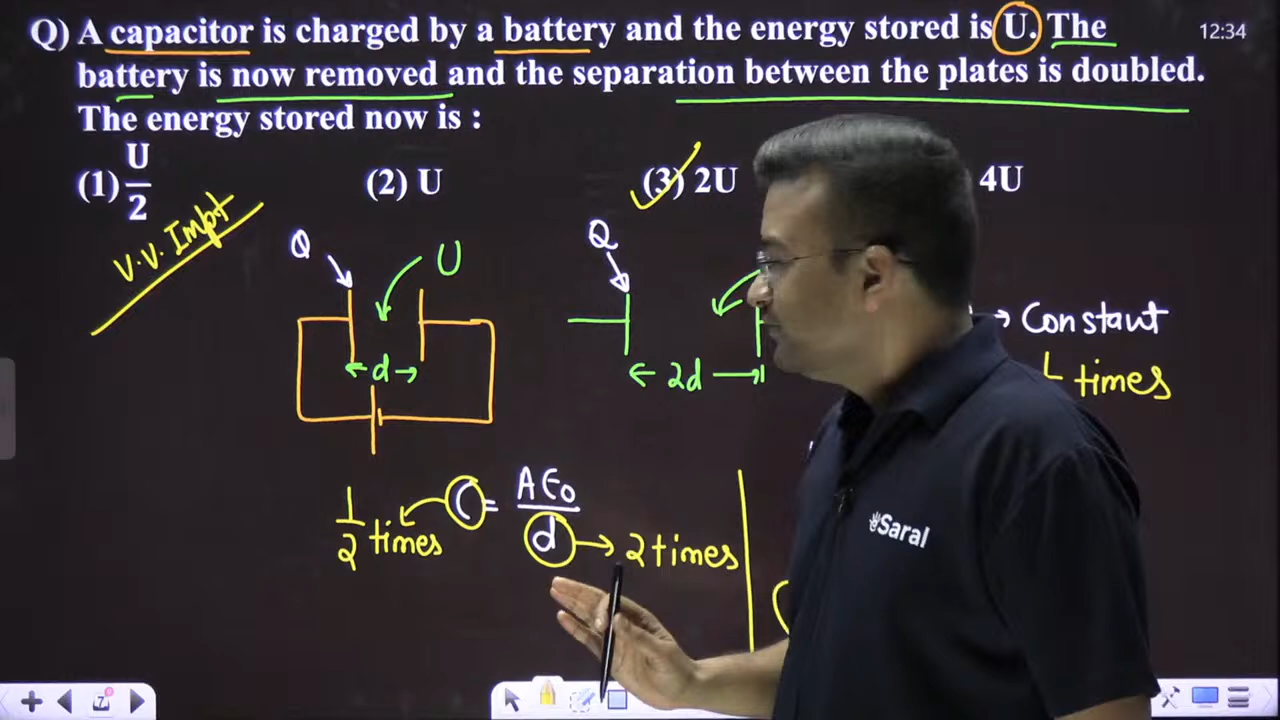 Q) A capacitor is charged by a battery and the energy stored is U. The
12:34
battery is now removed and the separation between the plates is doubled.
The energy stored now is :
(1) U/2
(2) U
(3) 2U
4U
V.V. Impt
Q
U
Q
→ Constant
← d →
← 2d →
times
1/2 times
C = Aϵ₀/d
→ 2 times
eSaral